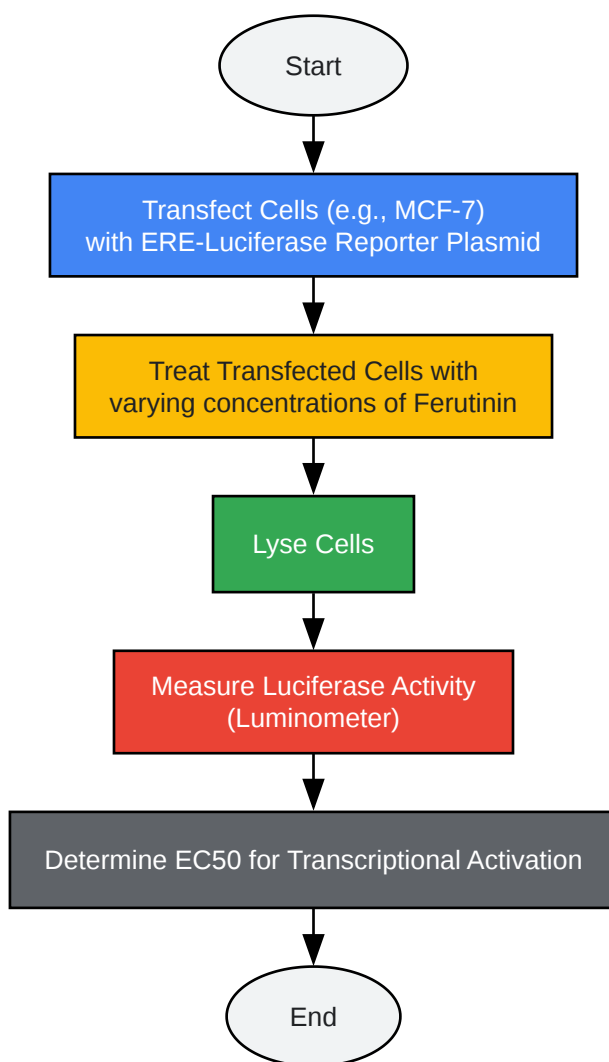 Start
Transfect Cells (e.g., MCF-7)
with ERE-Luciferase Reporter Plasmid
Treat Transfected Cells with
varying concentrations of Ferutinin
Lyse Cells
Measure Luciferase Activity
(Luminometer)
Determine EC50 for Transcriptional Activation
End